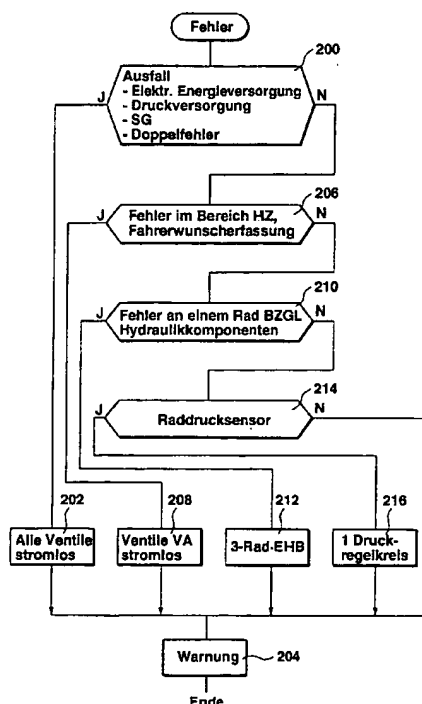 Fehler
200
Ausfall
- Elektr. Energieversorgung
- Druckversorgung
- SG
- Doppelfehler
J
N
206
J
N
Fehler im Bereich HZ,
Fahrerwunscherfassung
210
J
N
Fehler an einem Rad BZGL
Hydraulikkomponenten
214
J
N
Raddrucksensor
202
208
212
216
Alle Ventile
stromlos
Ventile VA
stromlos
3-Rad-EHB
1 Druck-
regelkreis
Warnung
204
Ende